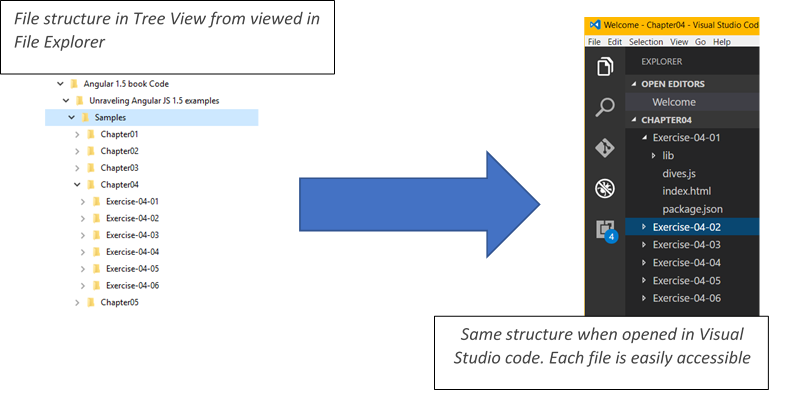 File structure in Tree View from viewed in
File Explorer
Angular 1.5 book Code
Unraveling Angular JS 1.5 examples
Samples
Chapter01
Chapter02
Chapter03
Chapter04
Exercise-04-01
Exercise-04-02
Exercise-04-03
Exercise-04-04
Exercise-04-05
Exercise-04-06
Chapter05
Welcome - Chapter04 - Visual Studio Cod
File Edit Selection View Go Help
EXPLORER
OPEN EDITORS
Welcome
CHAPTER04
Exercise-04-01
lib
dives.js
index.html
package.json
Exercise-04-02
Exercise-04-03
Exercise-04-04
Exercise-04-05
Exercise-04-06
4
Same structure when opened in Visual
Studio code. Each file is easily accessible